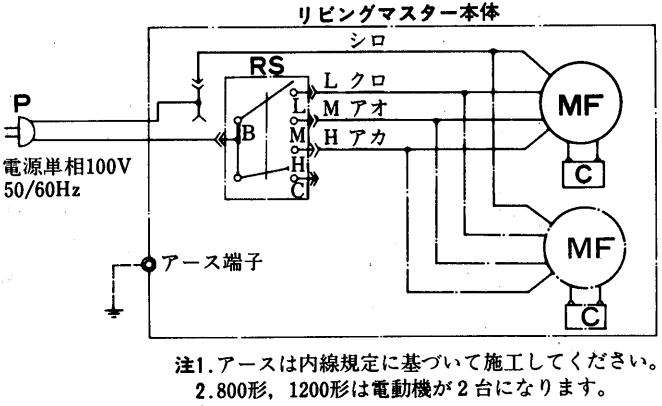 リビングマスター本体
シロ
RS
P
L クロ
L
M アオ
B
M
H アカ
H
C
MF
C
電源単相100V
50/60Hz
MF
C
アース端子
注1.アースは内線規定に基づいて施工してください。
2.800形，1200形は電動機が2台になります。